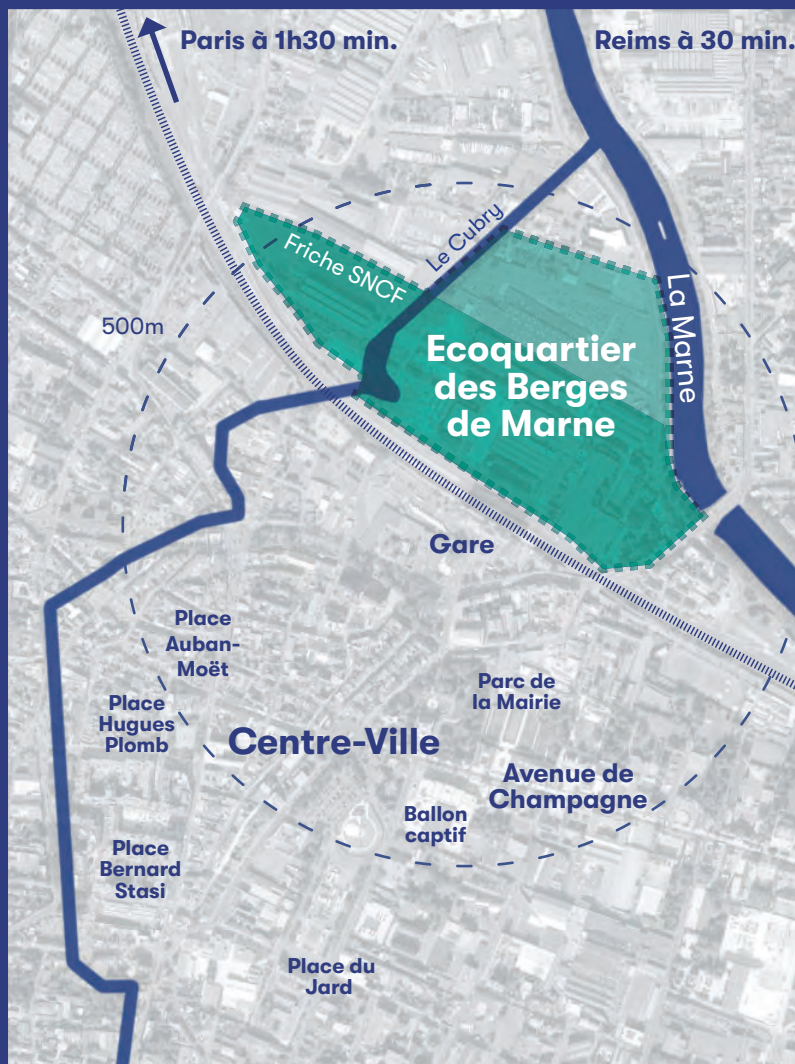 Paris à 1h30 min.
Reims à 30 min.
Le Cubry
Friche SNCF
La Marne
500m
Ecoquartier
des Berges
de Marne
Gare
Place
Auban-
Moët
Parc de
la Mairie
Place
Hugues
Plomb
Centre-Ville
Avenue de
Champagne
Ballon
captif
Place
Bernard
Stasi
Place du
Jard